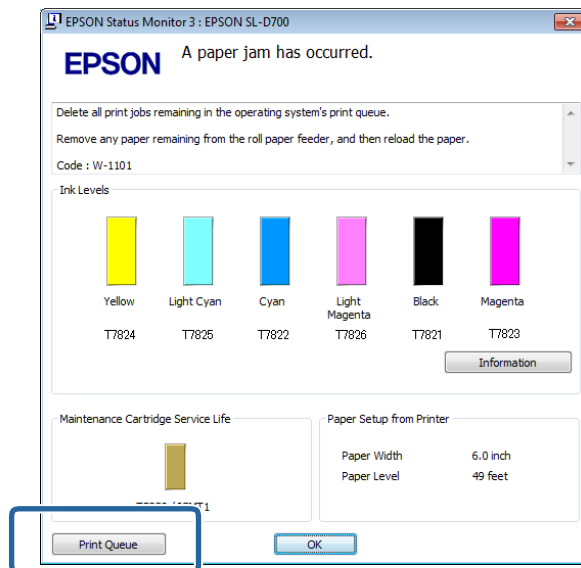 EPSON Status Monitor 3 : EPSON SL-D700
EPSON
A paper jam has occurred.
Delete all print jobs remaining in the operating system's print queue.
Remove any paper remaining from the roll paper feeder, and then reload the paper.
Code : W-1101
Ink Levels
Yellow Light Cyan Cyan Light Magenta Black Magenta
T7824 T7825 T7822 T7826 T7821 T7823
Information
Maintenance Cartridge Service Life
Paper Setup from Printer
Paper Width 6.0 inch
Paper Level 49 feet
Print Queue
OK